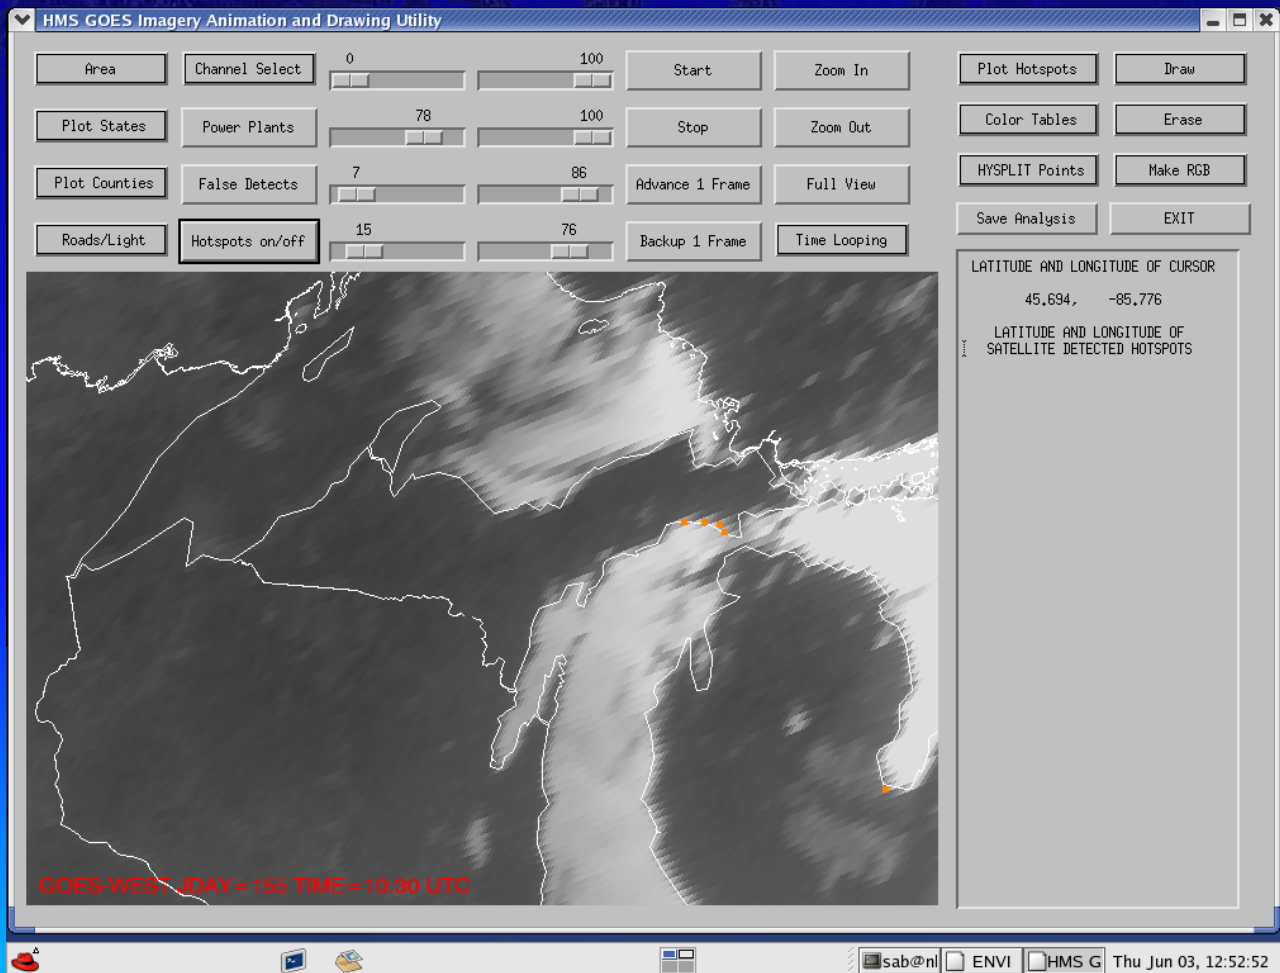 HMS GOES Imagery Animation and Drawing Utility
Area
Channel Select
0
100
Start
Zoom In
Plot Hotspots
Draw
Plot States
Power Plants
78
100
Stop
Zoom Out
Color Tables
Erase
Plot Counties
False Detects
7
86
Advance 1 Frame
Full View
HYSPLIT Points
Make RGB
Roads/Light
Hotspots on/off
15
76
Backup 1 Frame
Time Looping
Save Analysis
EXIT
LATITUDE AND LONGITUDE OF CURSOR
45.694, -85.776
LATITUDE AND LONGITUDE OF
SATELLITE DETECTED HOTSPOTS
GOES-WEST JDAY=155 TIME=10:30 UTC
sab@nl
ENVI
HMS G
Thu Jun 03, 12:52:52